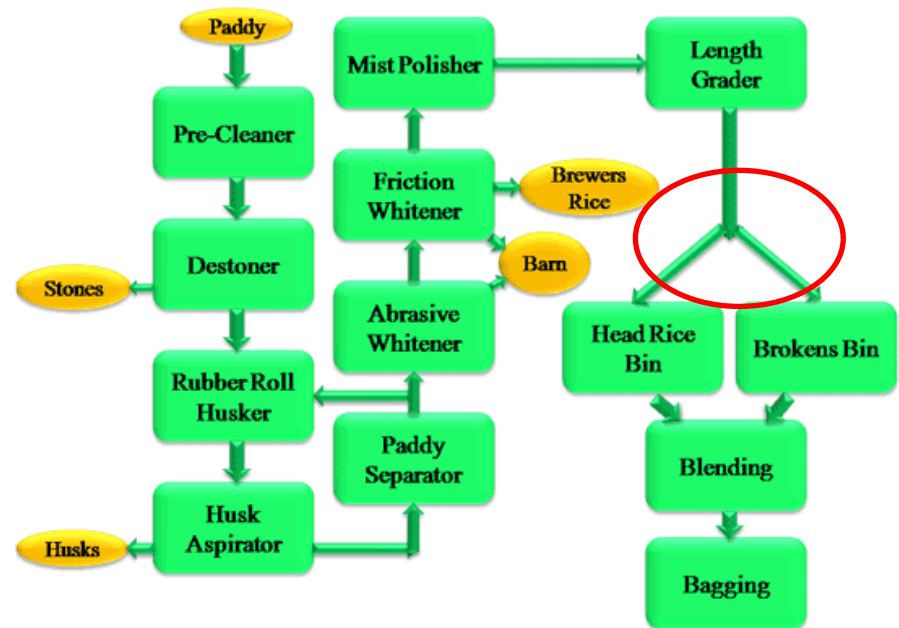 Paddy
Pre-Cleaner
Destoner
Stones
Rubber Roll
Husker
Husk
Aspirator
Husks
Paddy
Separator
Abrasive
Whitener
Barn
Friction
Whitener
Brewers
Rice
Mist Polisher
Length
Grader
Head Rice
Bin
Brokens Bin
Blending
Bagging